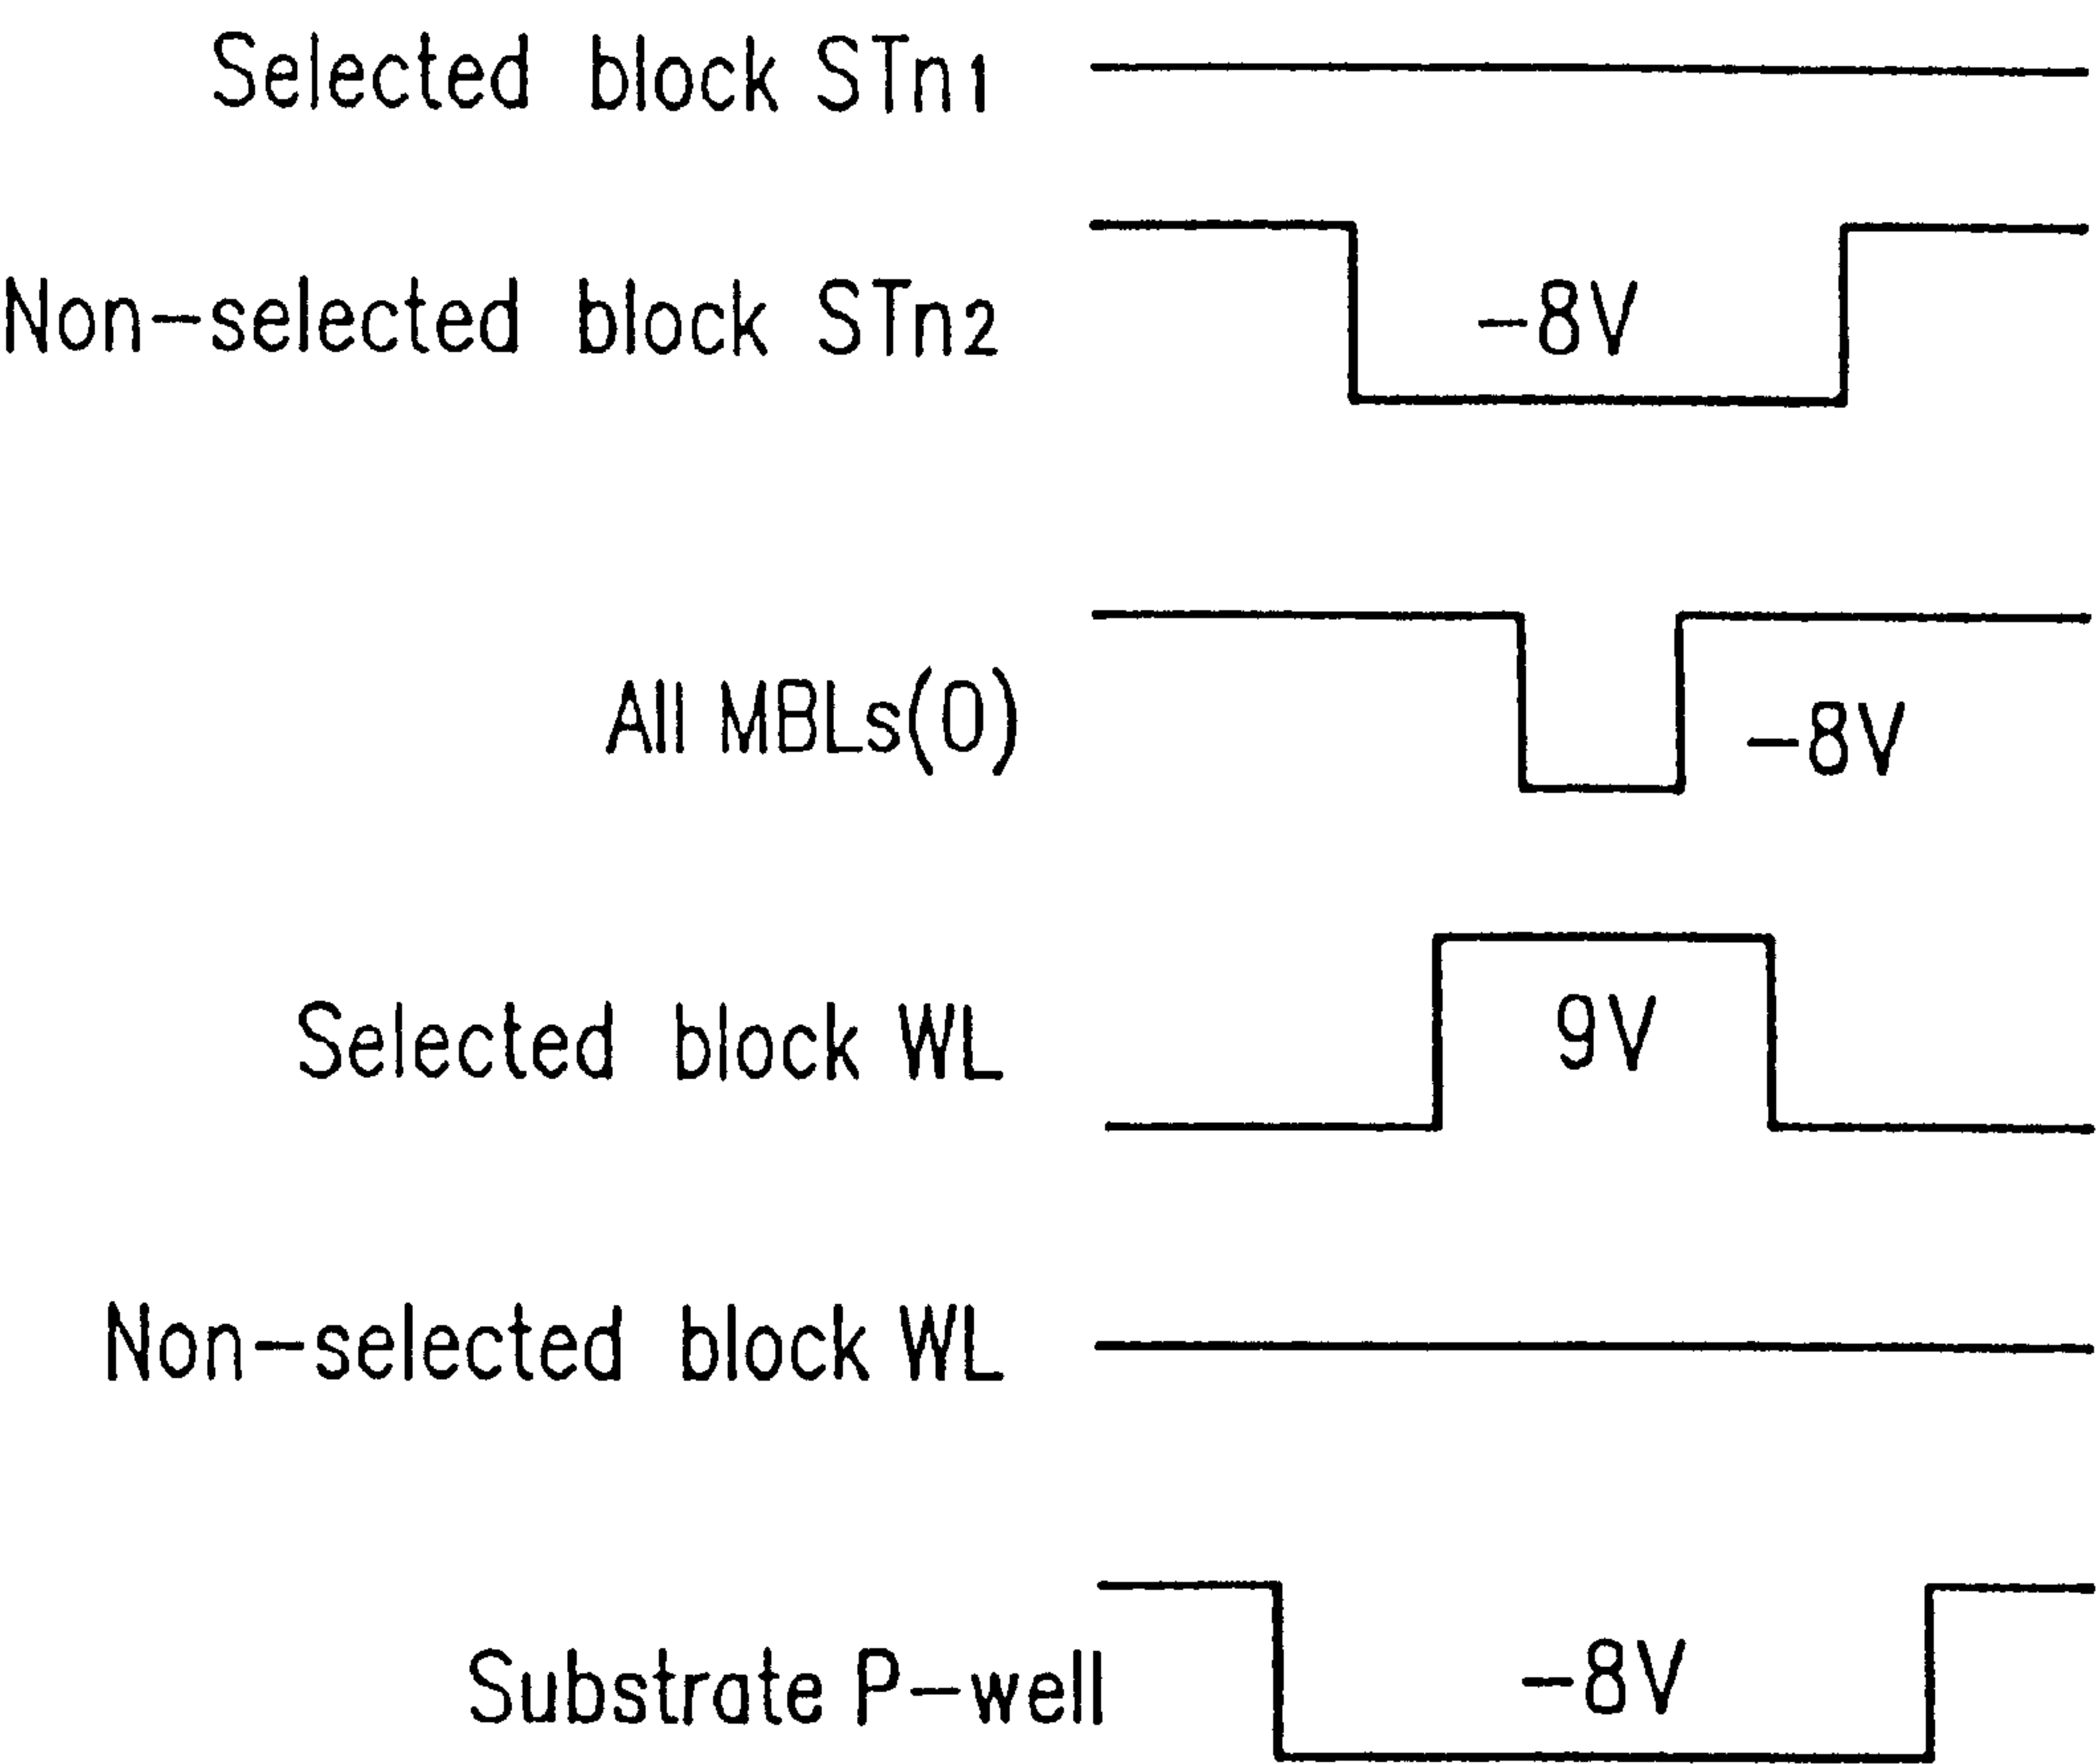 Selected block STn1
Non-selected block STn2
-8V
All MBLs(0)
-8V
Selected block WL
9V
Non-selected block WL
Substrate P-well
-8V